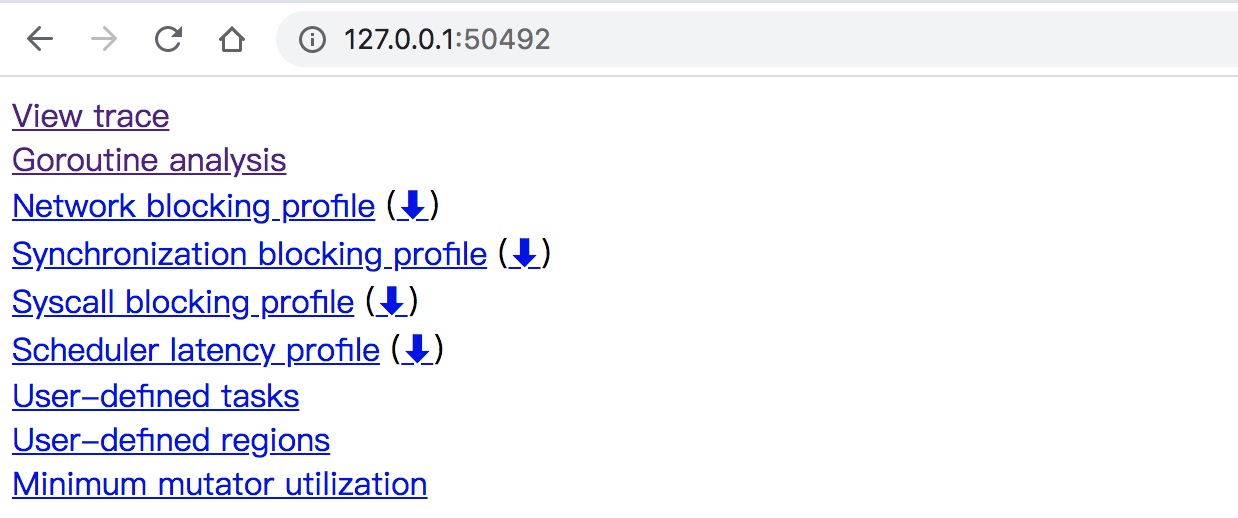 127.0.0.1:50492
View trace
Goroutine analysis
Network blocking profile (⬇)
Synchronization blocking profile (⬇)
Syscall blocking profile (⬇)
Scheduler latency profile (⬇)
User-defined tasks
User-defined regions
Minimum mutator utilization